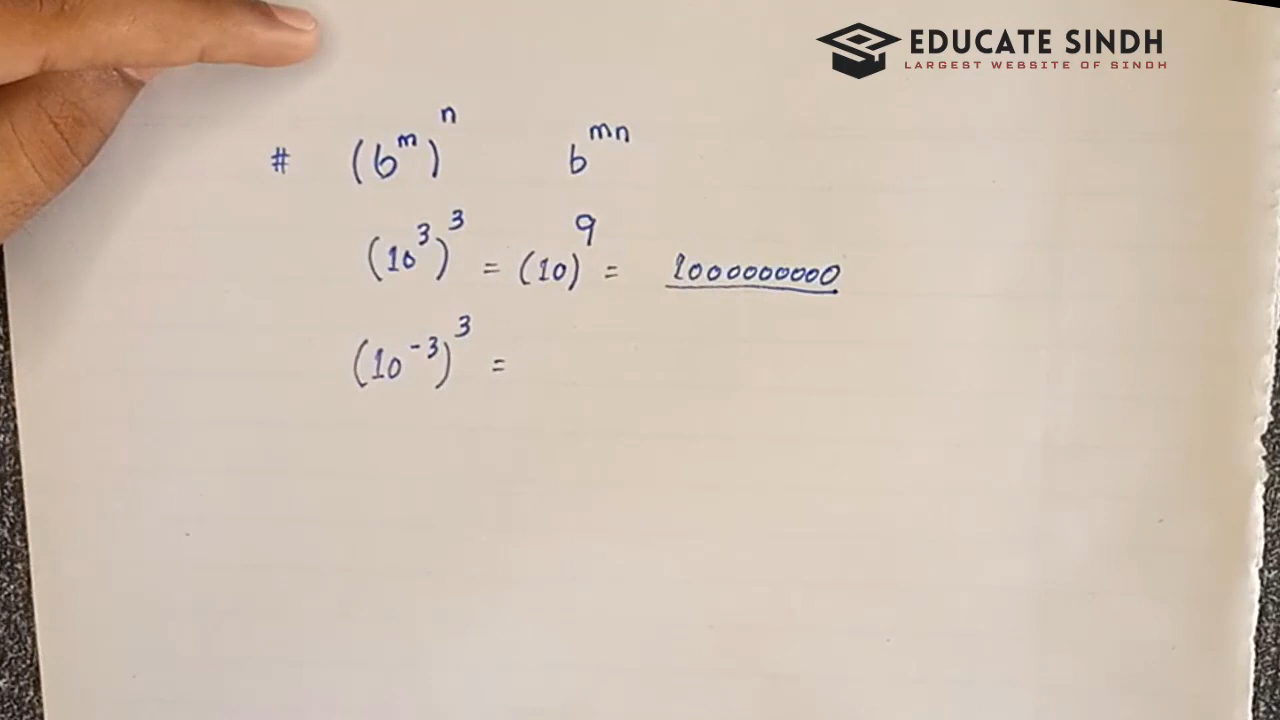 EDUCATE SINDH
LARGEST WEBSITE OF SINDH
# (b^m)^n b^mn
(10^3)^3 = (10)^9 = 1000000000
(10^-3)^3 =